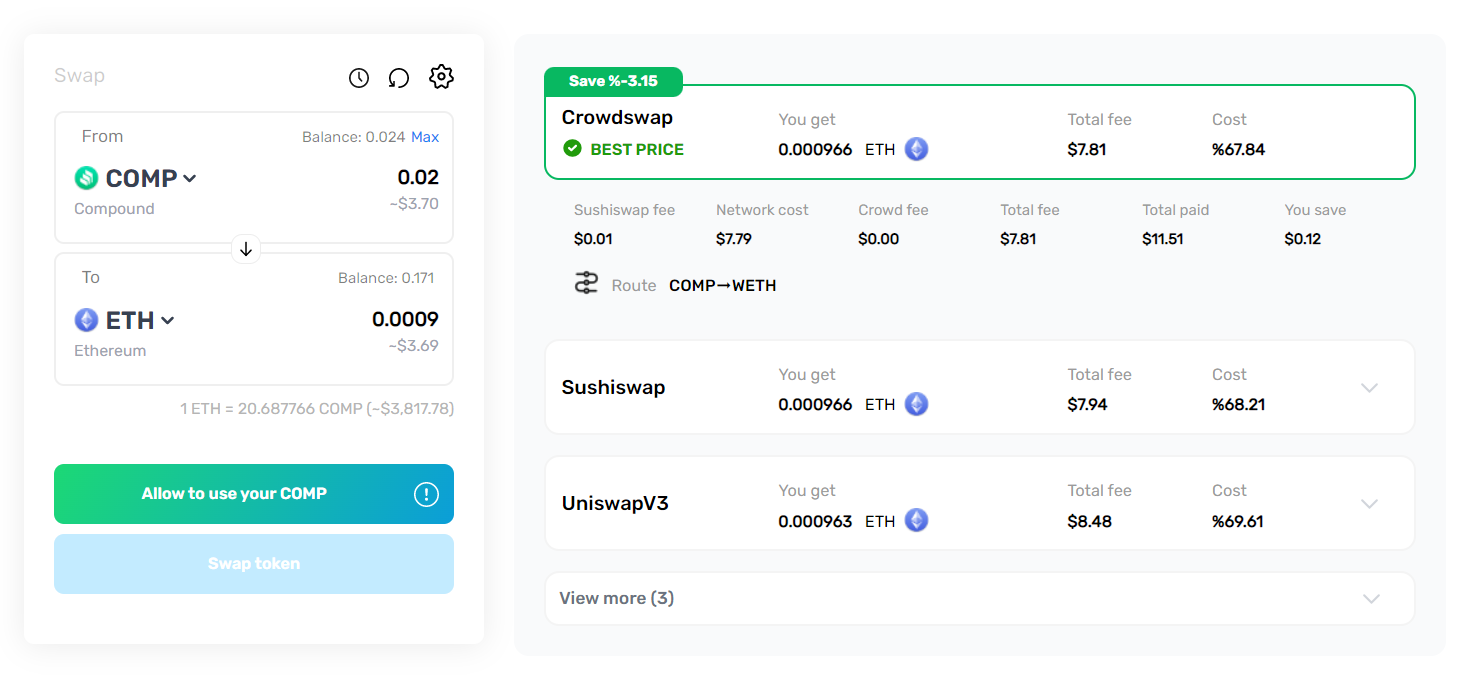 Swap
From
Balance: 0.024 Max
COMP
0.02
Compound
~$3.70
To
Balance: 0.171
ETH
0.0009
Ethereum
~$3.69
1 ETH = 20.687766 COMP (~$3,817.78)
Allow to use your COMP
Swap token
Save %-3.15
Crowdswap
You get
Total fee
Cost
BEST PRICE
0.000966 ETH
$7.81
%67.84
Sushiswap fee
Network cost
Crowd fee
Total fee
Total paid
You save
$0.01
$7.79
$0.00
$7.81
$11.51
$0.12
Route COMP→WETH
Sushiswap
You get
Total fee
Cost
0.000966 ETH
$7.94
%68.21
UniswapV3
You get
Total fee
Cost
0.000963 ETH
$8.48
%69.61
View more (3)